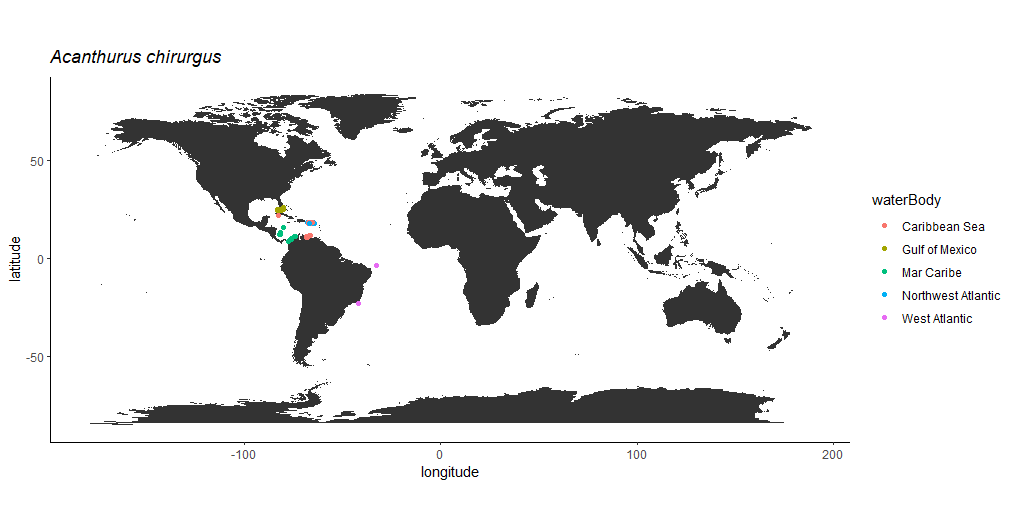 Acanthurus chirurgus
latitude
50
0
-50
-100
0
100
200
longitude
waterBody
Caribbean Sea
Gulf of Mexico
Mar Caribe
Northwest Atlantic
West Atlantic